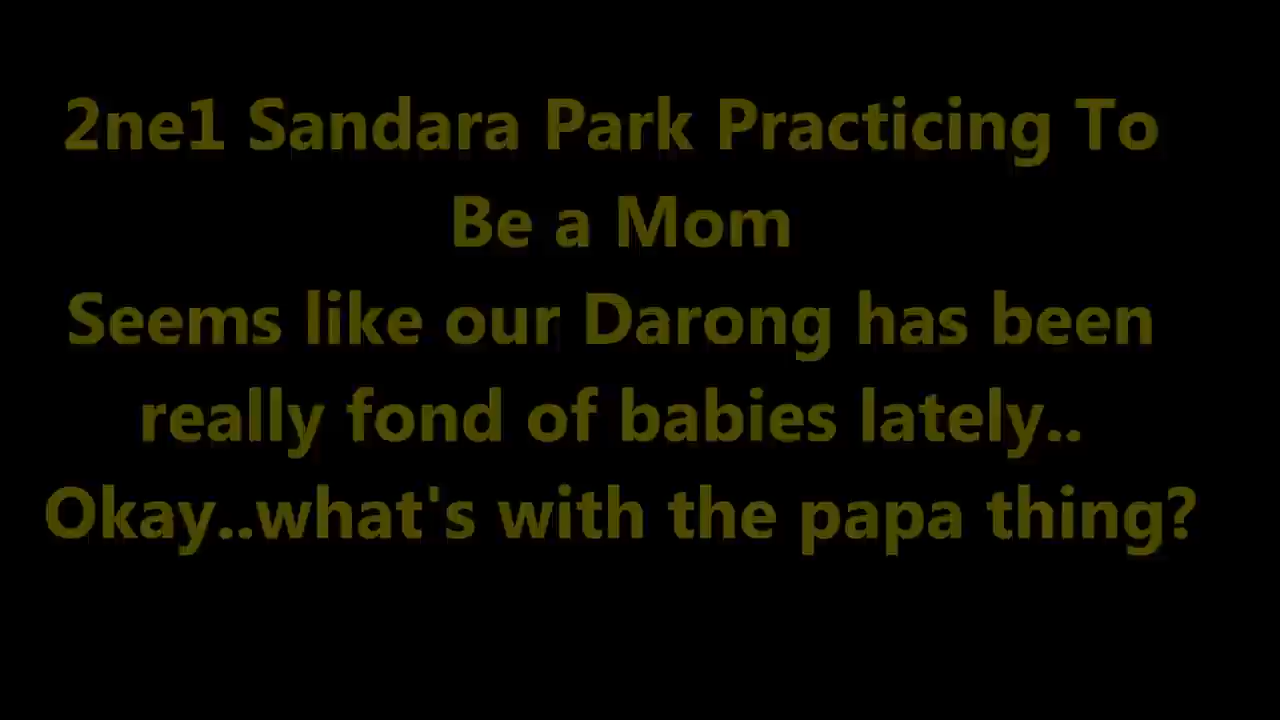 2ne1 Sandara Park Practicing To
Be a Mom
Seems like our Darong has been
really fond of babies lately..
Okay..what's with the papa thing?